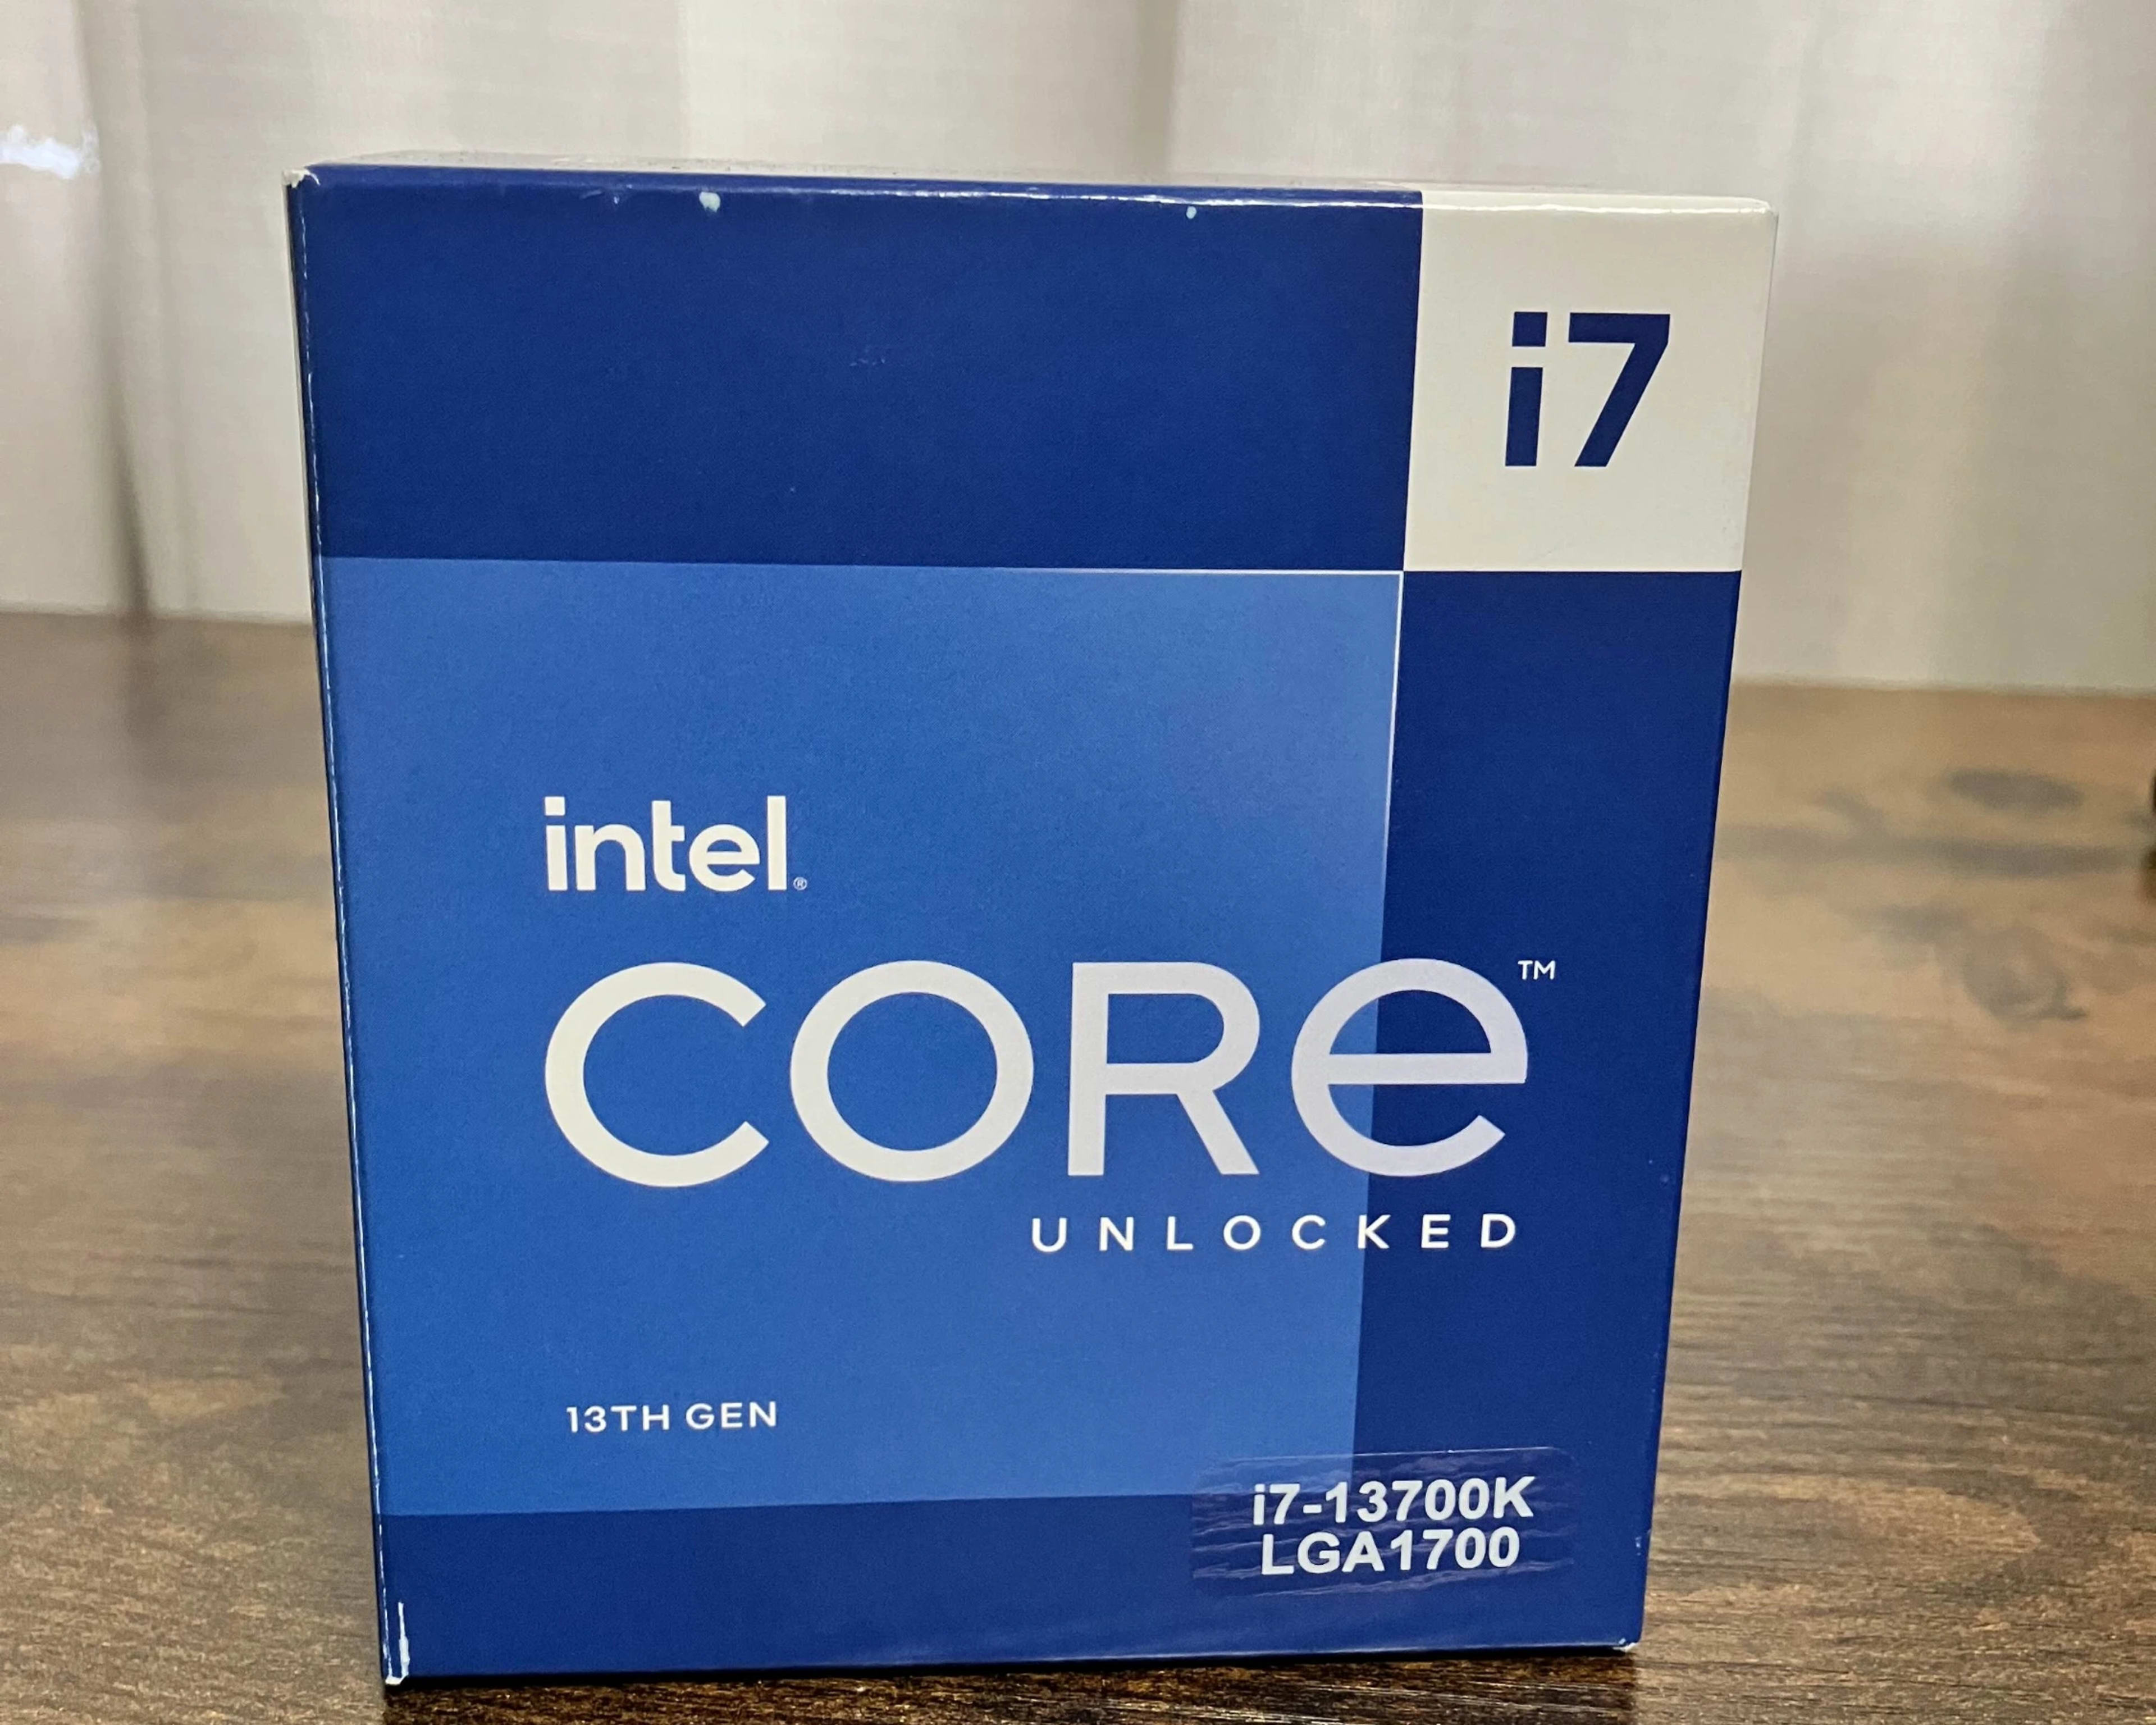 i7
intel®
CORe™
UNLOCKED
13TH GEN
i7-13700K
LGA1700